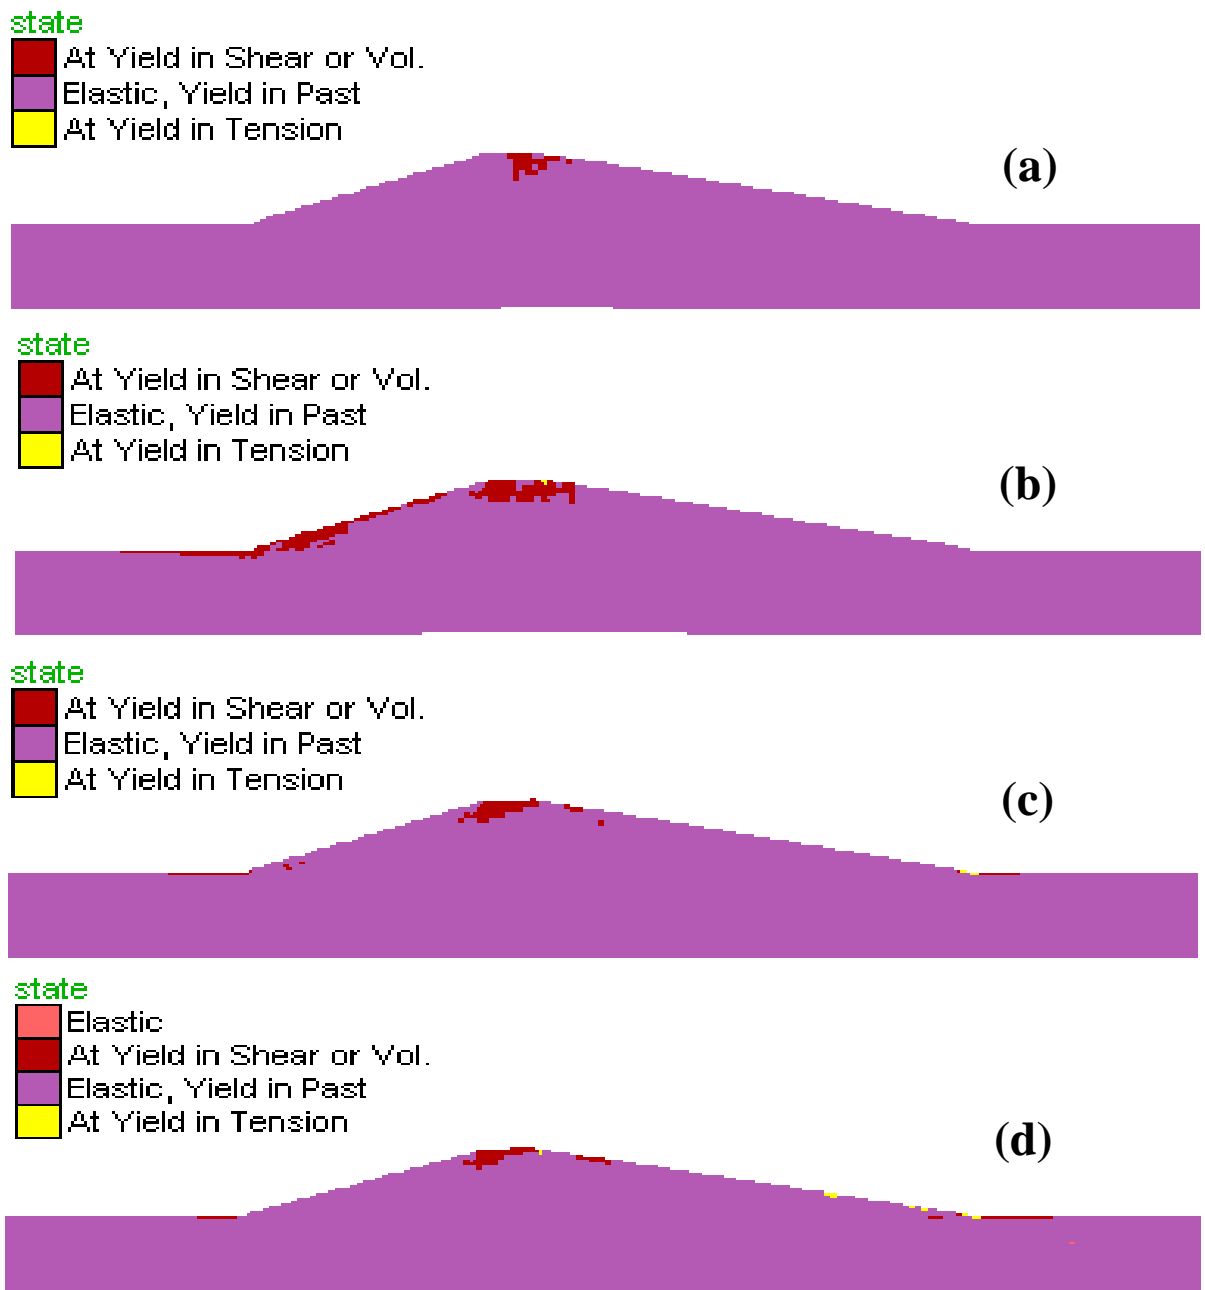 state
At Yield in Shear or Vol.
Elastic, Yield in Past
At Yield in Tension
(a)
state
At Yield in Shear or Vol.
Elastic, Yield in Past
At Yield in Tension
(b)
state
At Yield in Shear or Vol.
Elastic, Yield in Past
At Yield in Tension
(c)
state
Elastic
At Yield in Shear or Vol.
Elastic, Yield in Past
At Yield in Tension
(d)